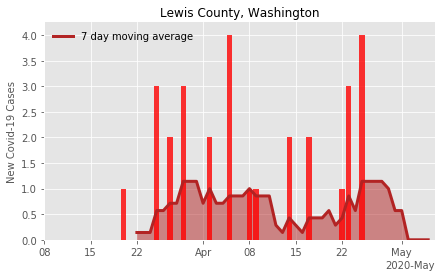 Lewis County, Washington
7 day moving average
New Covid-19 Cases
4.0
3.5
3.0
2.5
2.0
1.5
1.0
0.5
0.0
08 15 22 Apr 08 15 22 May
2020-May